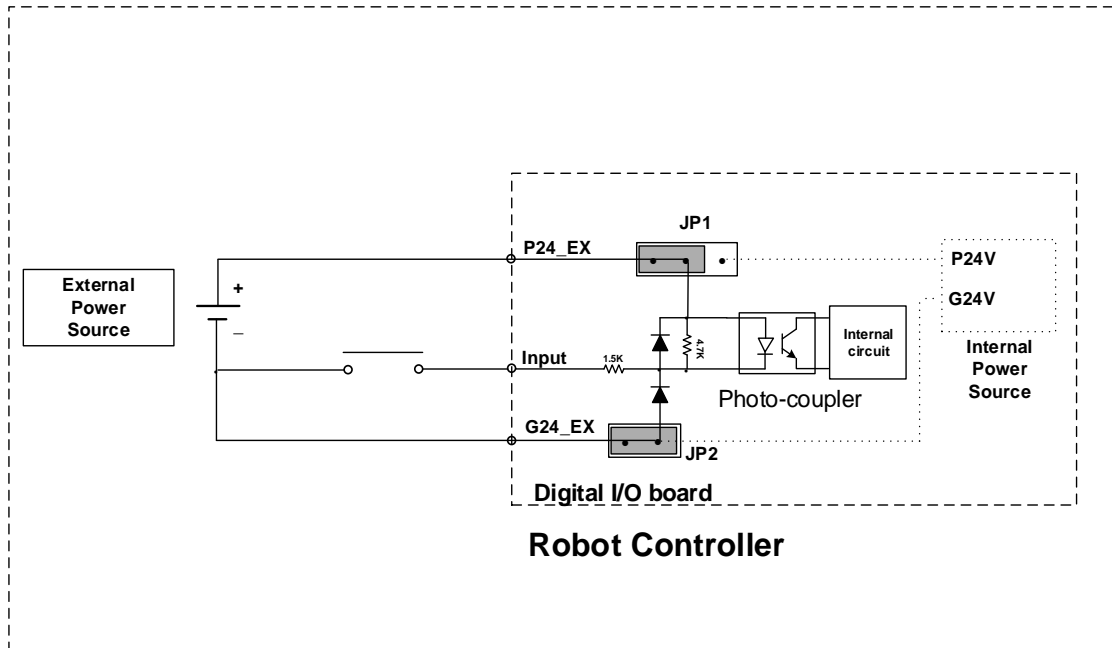 JP1
P24_EX
P24V
External
Power
Source
+
_
G24V
4.7K
Internal
circuit
Input
1.5K
Internal
Power
Source
Photo-coupler
G24_EX
JP2
Digital I/O board
Robot Controller